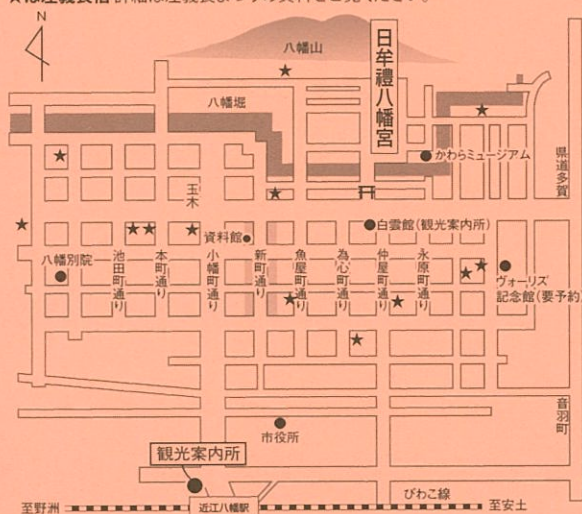 N
八幡山
日牟禮八幡宮
八幡堀
かわらミュージアム
県道多賀
玉木
資料館
白雲館(観光案内所)
八幡別院
池田町通り
本町通り
小幡町通り
新町通り
魚屋町通り
為心町通り
仲屋町通り
永原町通り
ヴォーリズ
記念館(要予約)
音羽町
市役所
観光案内所
びわこ線
至野洲
近江八幡駅
至安土